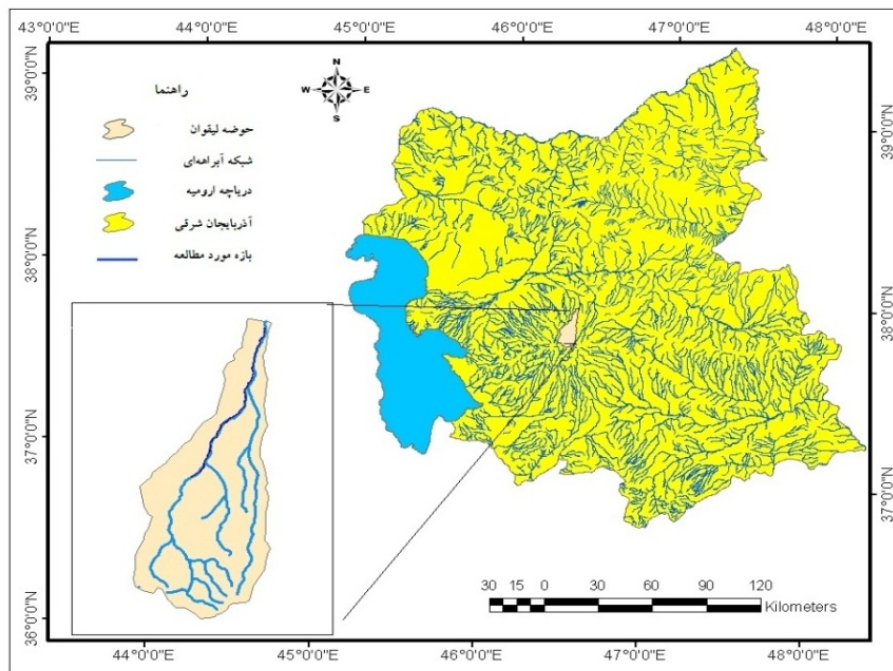 43°0'0"E 44°0'0"E 45°0'0"E 46°0'0"E 47°0'0"E 48°0'0"E
39°0'0"N
38°0'0"N
37°0'0"N
36°0'0"N
N
W E
S
راهنما
حوضه لیقوان
شبکه آبراهه‌ای
دریاچه ارومیه
آذربایجان شرقی
بازه مورد مطالعه
39°0'0"N
38°0'0"N
37°0'0"N
30 15 0 30 60 90 120
Kilometers
44°0'0"E 45°0'0"E 46°0'0"E 47°0'0"E 48°0'0"E